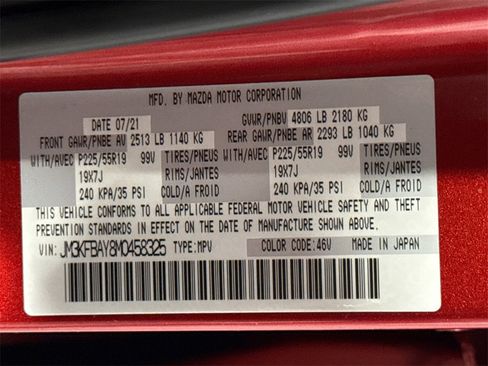 MFD. BY MAZDA MOTOR CORPORATION
DATE 07/21 GVWR/PNBV 4806 LB 2180 KG
FRONT GAWR/PNBE AV 2513 LB 1140 KG REAR GAWR/PNBE AR 2293 LB 1040 KG
WITH/AVEC P225/55R19 99V TIRES/PNEUS WITH/AVEC P225/55R19 99V TIRES/PNEUS
19X7J RIMS/JANTES 19X7J RIMS/JANTES
240 KPA/35 PSI COLD/A FROID 240 KPA/35 PSI COLD/A FROID
THIS VEHICLE CONFORMS TO ALL APPLICABLE FEDERAL MOTOR VEHICLE SAFETY AND THEFT
PREVENTION STANDARDS IN EFFECT ON THE DATE OF MANUFACTURE SHOWN ABOVE.
VIN: JM3KFBAY8M0458325 TYPE:MPV COLOR CODE:46V MADE IN JAPAN